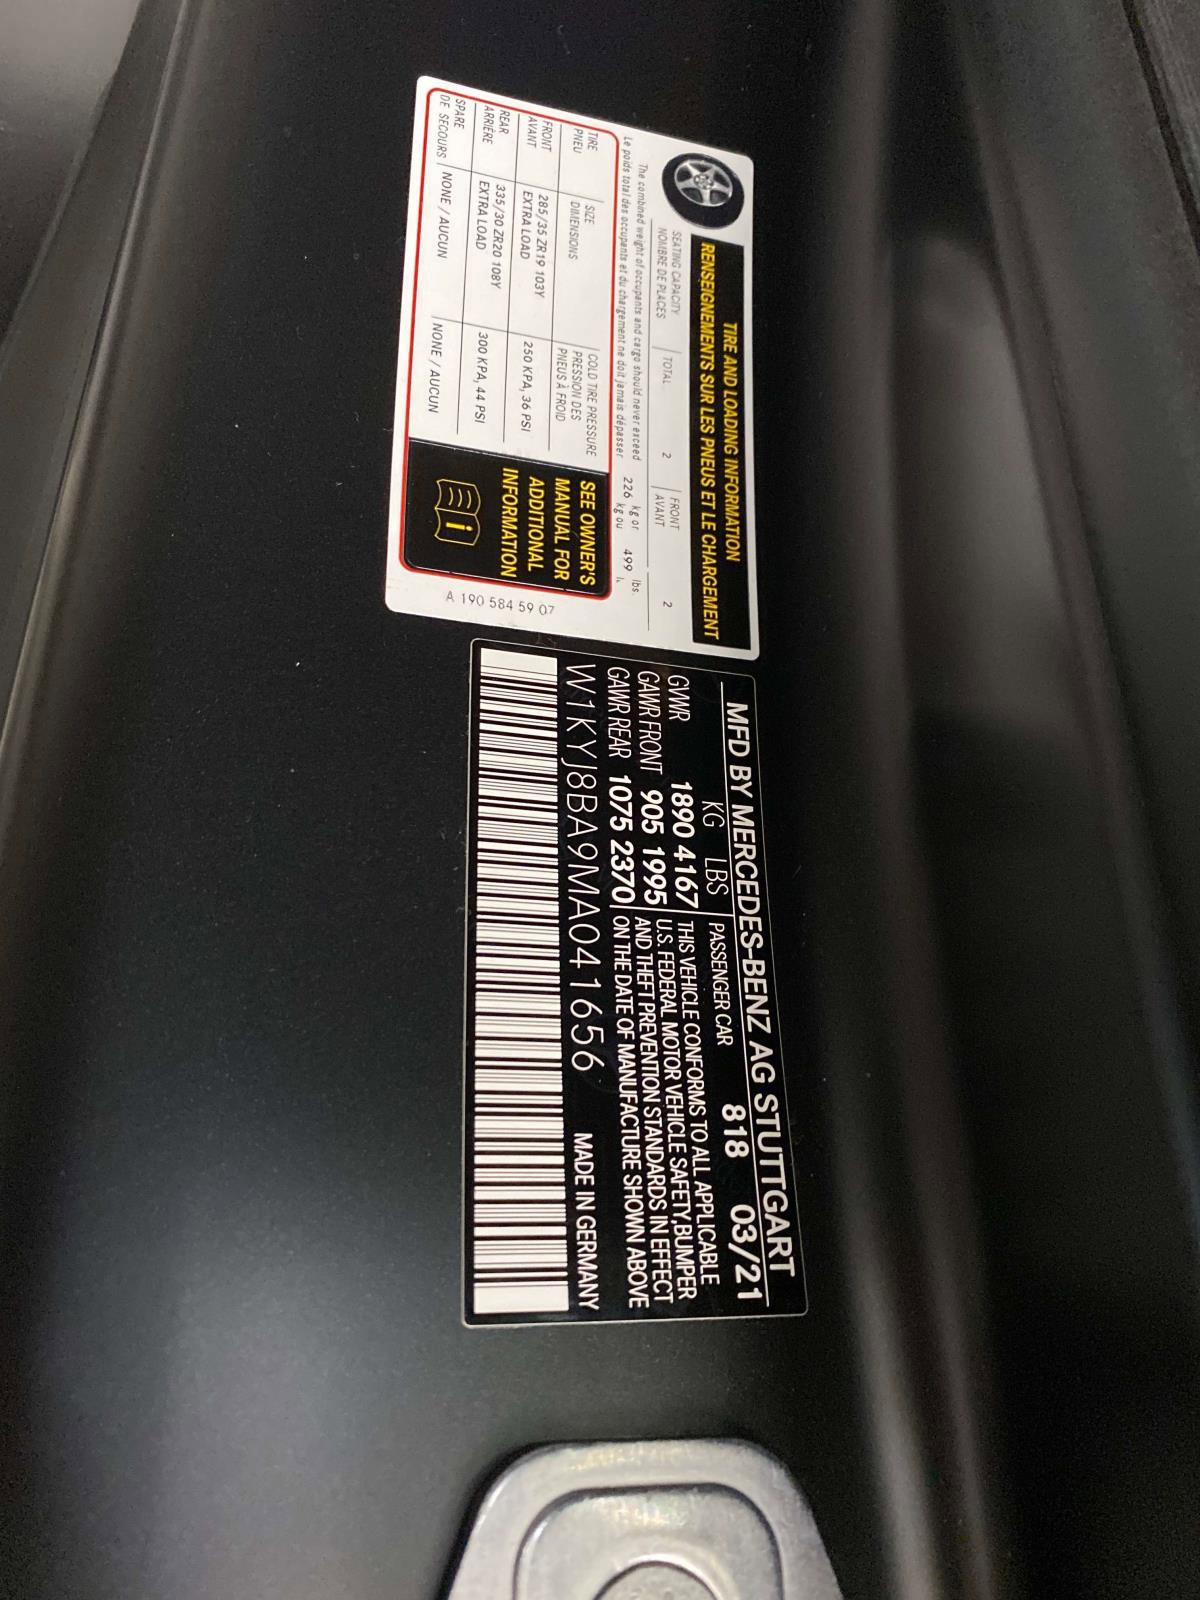 TIRE AND LOADING INFORMATION
RENSEIGNEMENTS SUR LES PNEUS ET LE CHARGEMENT
SEATING CAPACITY TOTAL 2 FRONT 2
NOMBRE DE PLACES AVANT
The combined weight of occupants and cargo should never exceed 226 kg or 499 lbs.
Le poids total des occupants et du chargement ne doit jamais dépasser kg ou
TIRE SIZE COLD TIRE PRESSURE
PNEU DIMENSIONS PRESSION DES
PNEUS À FROID
FRONT 285/35 ZR19 103Y 250 KPA, 36 PSI
AVANT EXTRA LOAD
REAR 335/30 ZR20 108Y 300 KPA, 44 PSI
ARRIÈRE EXTRA LOAD
SPARE NONE / AUCUN NONE / AUCUN
DE SECOURS
SEE OWNER'S
MANUAL FOR
ADDITIONAL
INFORMATION
i
A 190 584 59 07
MFD BY MERCEDES-BENZ AG STUTTGART
KG LBS PASSENGER CAR 818 03/21
GVWR 1890 4167 THIS VEHICLE CONFORMS TO ALL APPLICABLE
GAWR FRONT 905 1995 U.S. FEDERAL MOTOR VEHICLE SAFETY,BUMPER
GAWR REAR 1075 2370 AND THEFT PREVENTION STANDARDS IN EFFECT
ON THE DATE OF MANUFACTURE SHOWN ABOVE
W1KYJ8BA9MA041656 MADE IN GERMANY